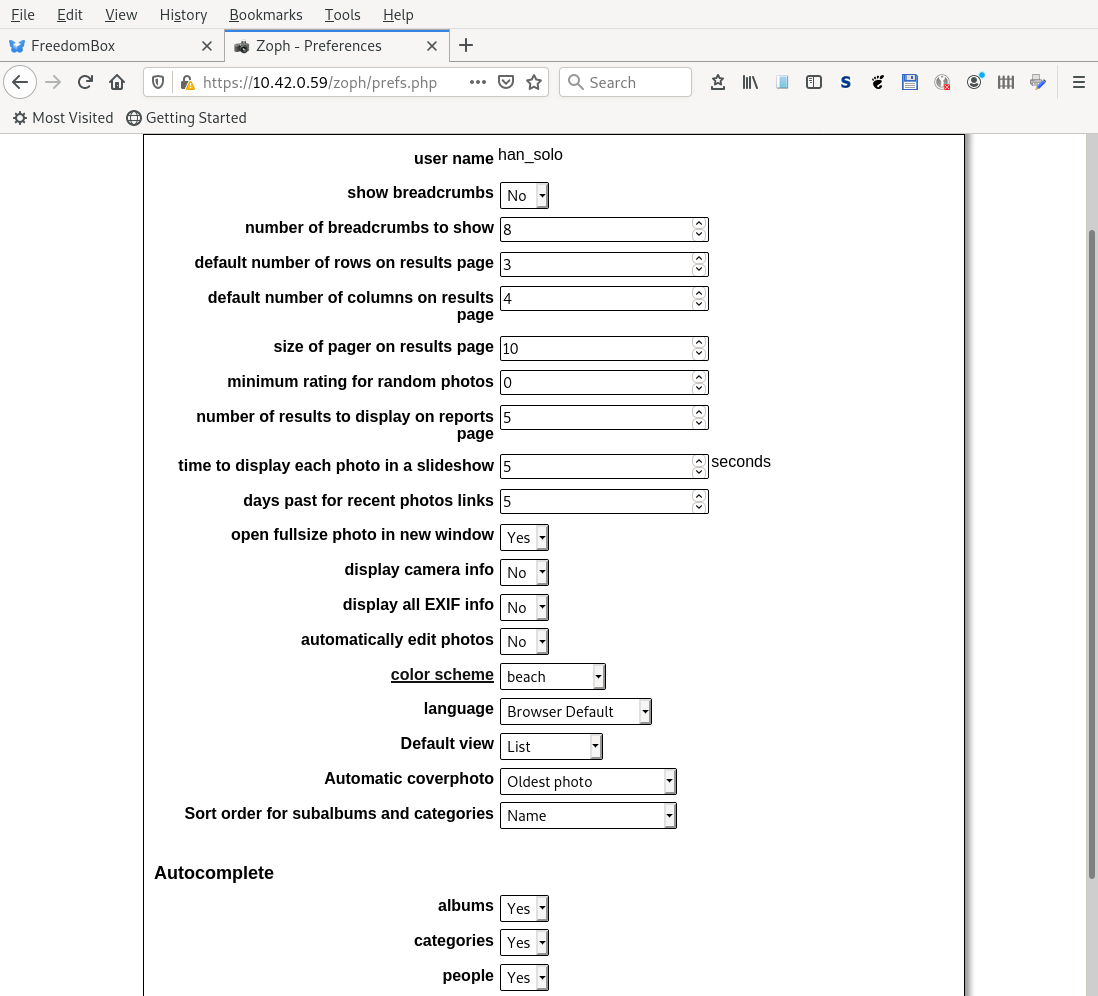 File Edit View History Bookmarks Tools Help
FreedomBox Zoph - Preferences
https://10.42.0.59/zoph/prefs.php Search S
Most Visited Getting Started
user name han_solo
show breadcrumbs No
number of breadcrumbs to show 8
default number of rows on results page 3
default number of columns on results 4
page
size of pager on results page 10
minimum rating for random photos 0
number of results to display on reports 5
page
time to display each photo in a slideshow 5 seconds
days past for recent photos links 5
open fullsize photo in new window Yes
display camera info No
display all EXIF info No
automatically edit photos No
color scheme beach
language Browser Default
Default view List
Automatic coverphoto Oldest photo
Sort order for subalbums and categories Name
Autocomplete
albums Yes
categories Yes
people Yes